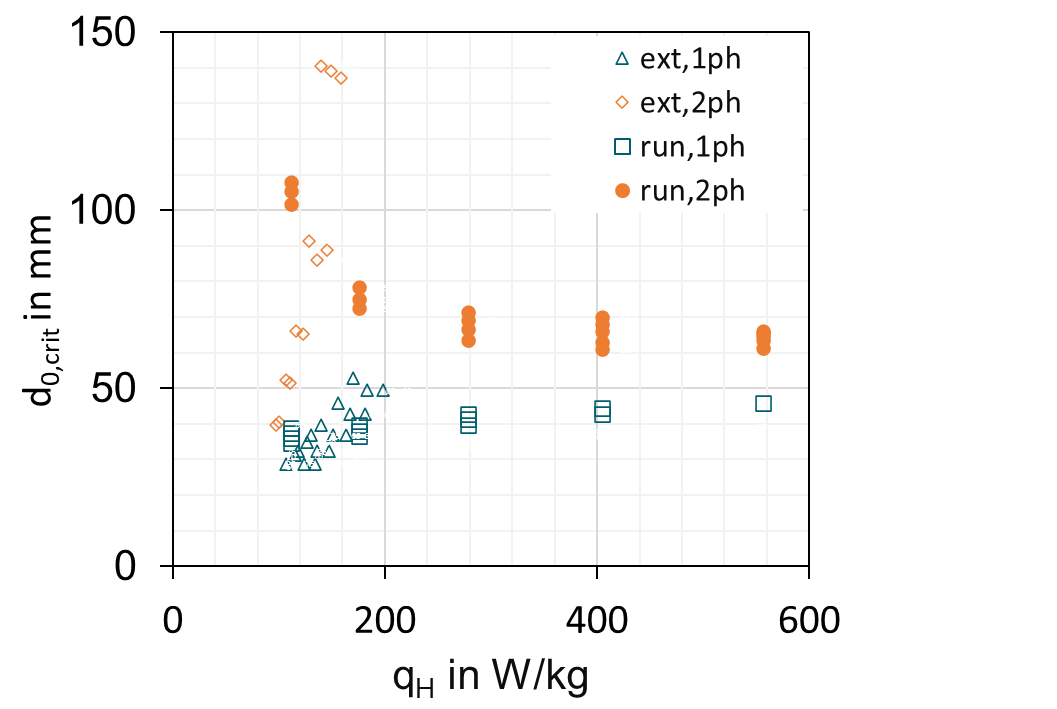 150
100
50
0
d0,crit in mm
ext,1ph
ext,2ph
run,1ph
run,2ph
0 200 400 600
qH in W/kg